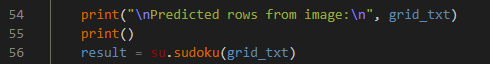 54 print("\nPredicted rows from image:\n", grid_txt)
55 print()
56 result = su.sudoku(grid_txt)